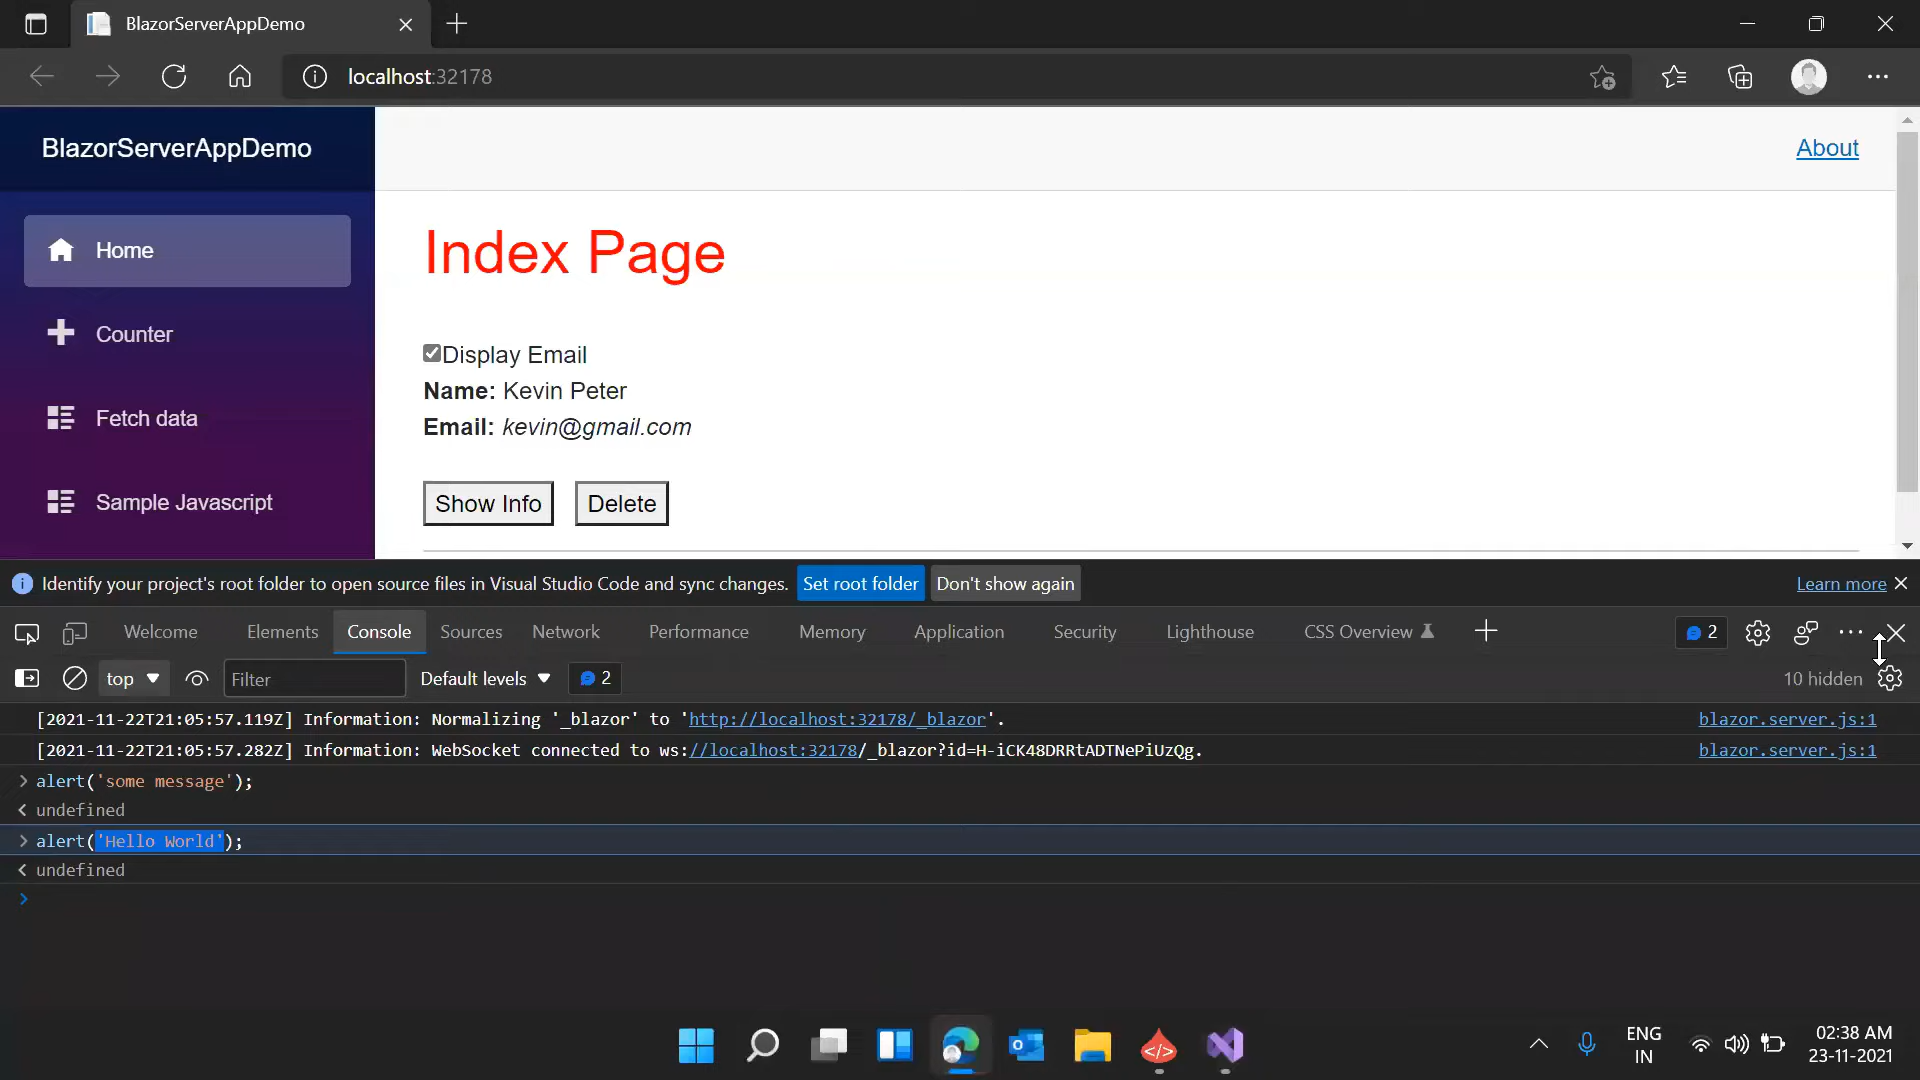 BlazorServerAppDemo
localhost:32178
BlazorServerAppDemo
About
Home
Counter
Fetch data
Sample Javascript
Index Page
Display Email
Name: Kevin Peter
Email: kevin@gmail.com
Show Info Delete
Identify your project's root folder to open source files in Visual Studio Code and sync changes. Set root folder Don't show again Learn more
Welcome Elements Console Sources Network Performance Memory Application Security Lighthouse CSS Overview 2
top Filter Default levels 2 10 hidden
[2021-11-22T21:05:57.119Z] Information: Normalizing '_blazor' to 'http://localhost:32178/_blazor'. blazor.server.js:1
[2021-11-22T21:05:57.282Z] Information: WebSocket connected to ws://localhost:32178/_blazor?id=H-iCK48DRRtADTNePiUzQg. blazor.server.js:1
alert('some message');
undefined
alert('Hello World');
undefined
ENG
IN
02:38 AM
23-11-2021